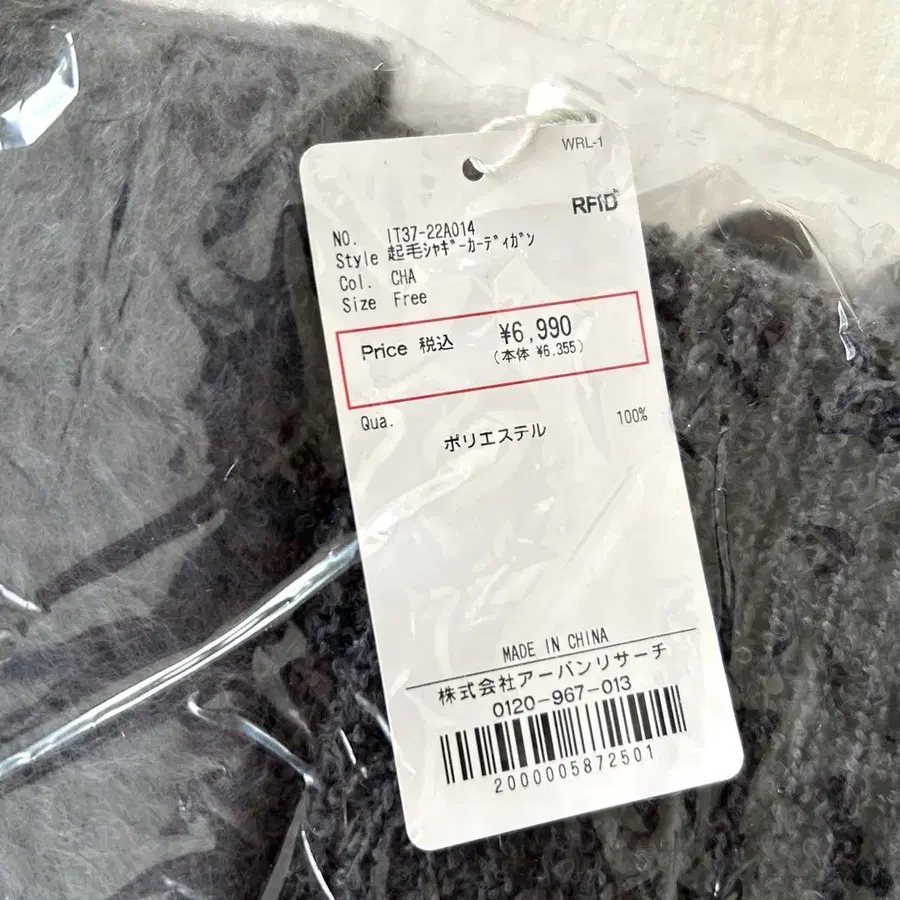 WRL-1
RFID
NO. IT37-22A014
Style 起毛ｼｬｷﾞｰｶｰﾃﾞｨｶﾞﾝ
Col. CHA
Size Free
Price 税込 ¥6,990
(本体 ¥6.355)
Qua.
ポリエステル 100%
MADE IN CHINA
株式会社アーバンリサーチ
0120-967-013
2000005872501